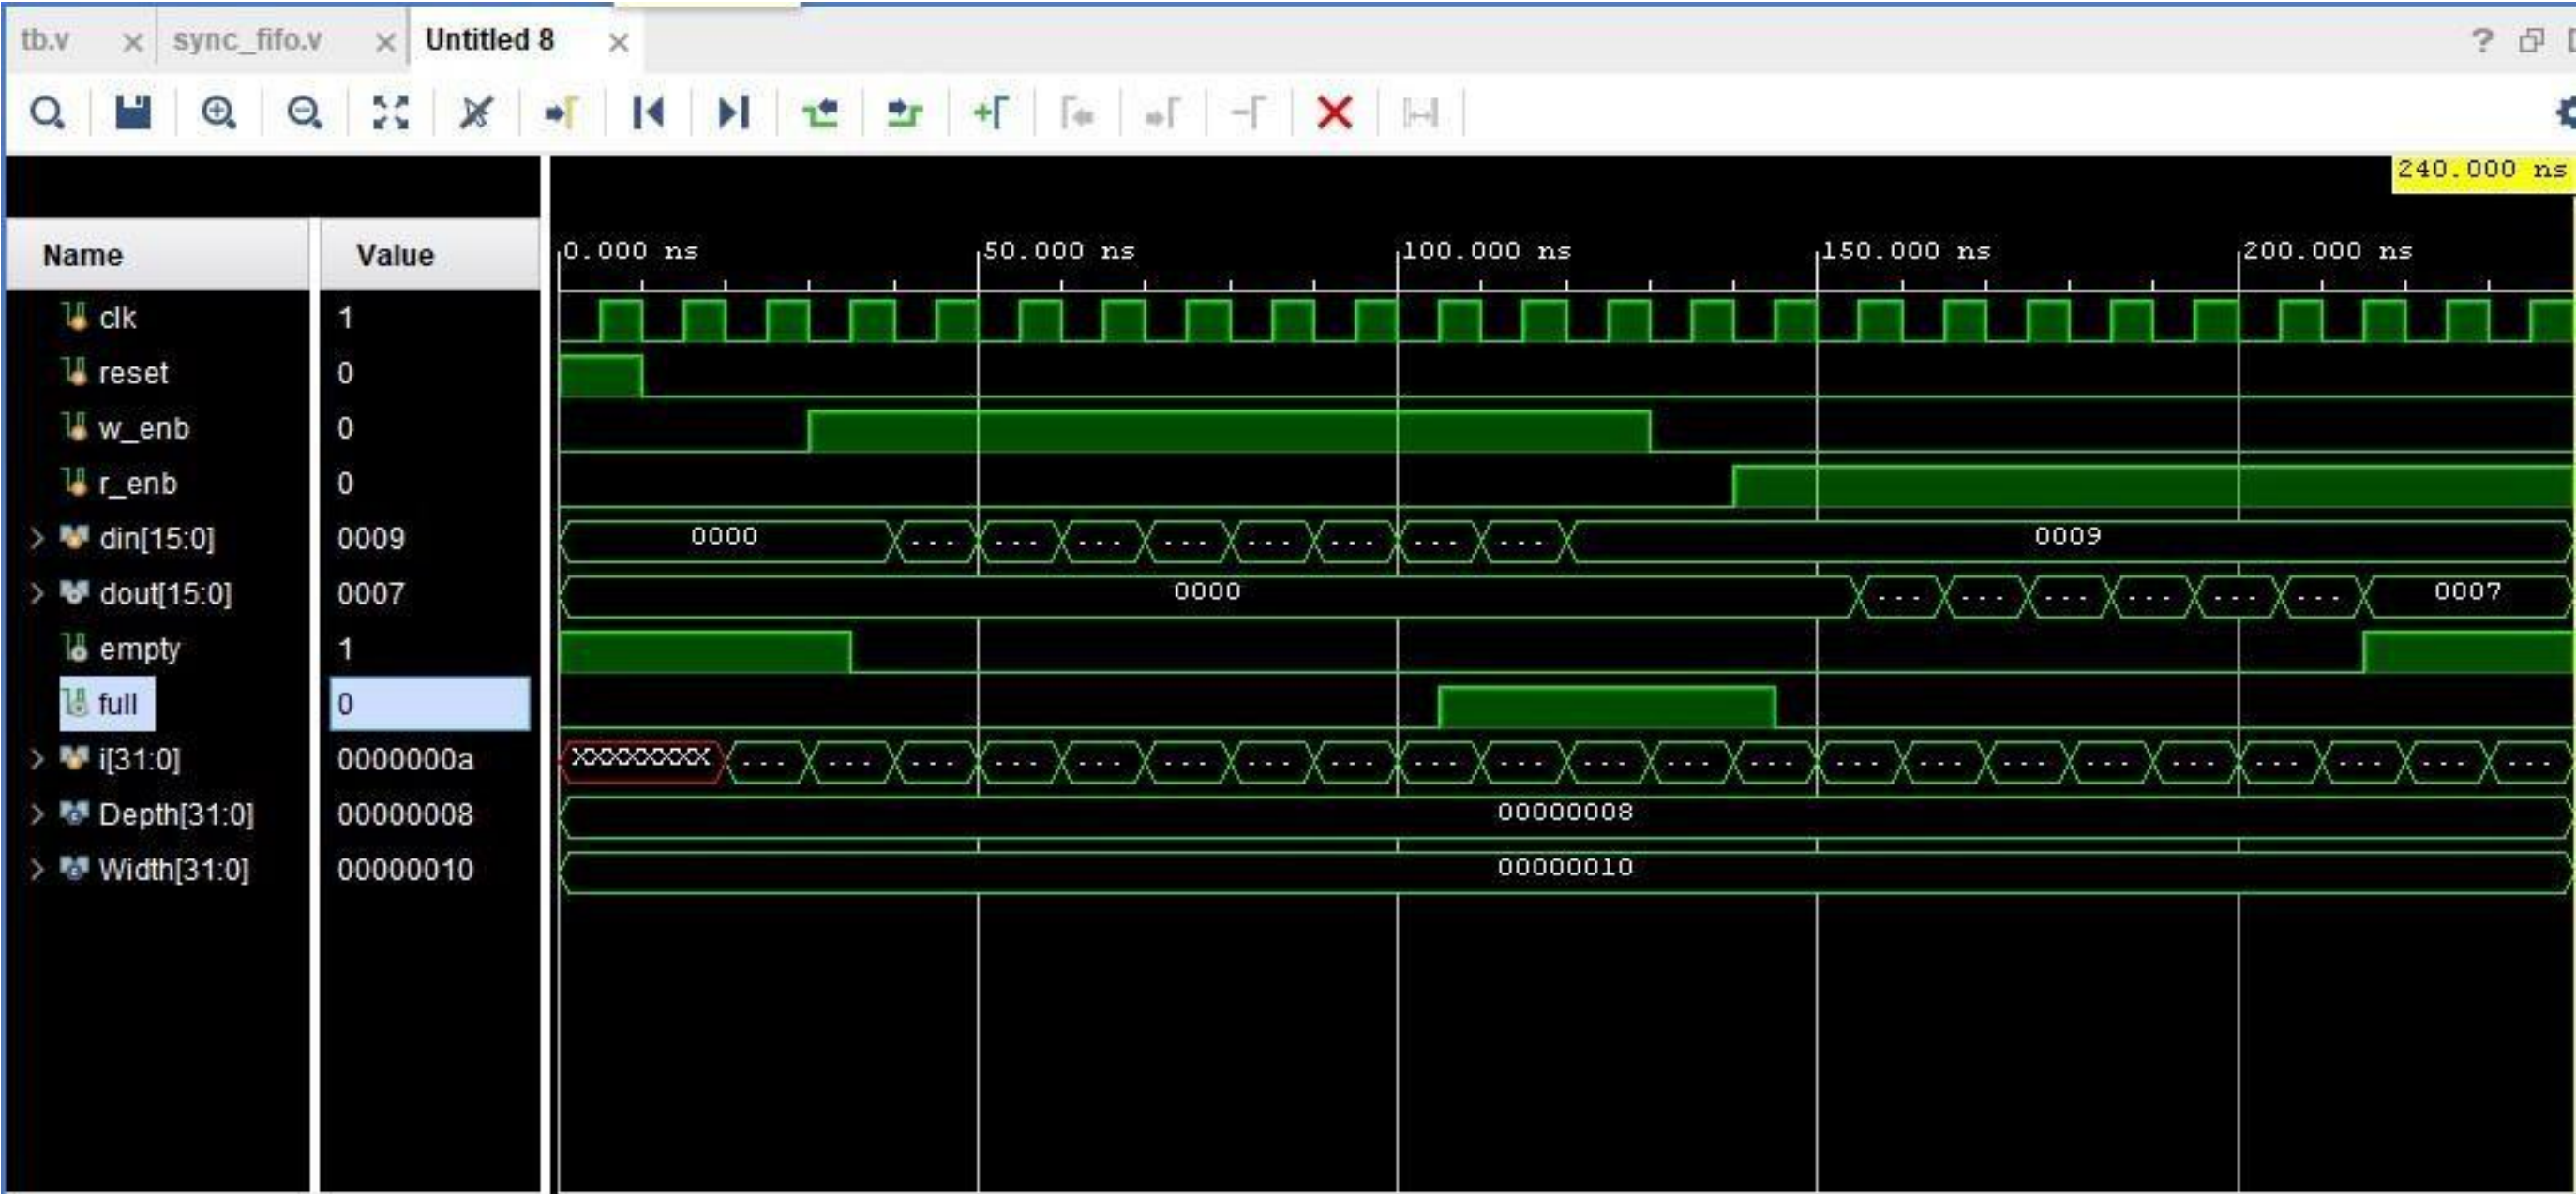 tb.v sync_fifo.v Untitled 8
240.000 ns
Name Value 0.000 ns 50.000 ns 100.000 ns 150.000 ns 200.000 ns
clk 1
reset 0
w_enb 0
r_enb 0
din[15:0] 0009 0000 ... ... ... ... ... ... ... ... 0009
dout[15:0] 0007 0000 ... ... ... ... ... ... 0007
empty 1
full 0
i[31:0] 0000000a XXXXXXXX ... ... ... ... ... ... ... ... ... ... ... ... ... ... ... ... ... ... ... ... ... ...
Depth[31:0] 00000008 00000008
Width[31:0] 00000010 00000010